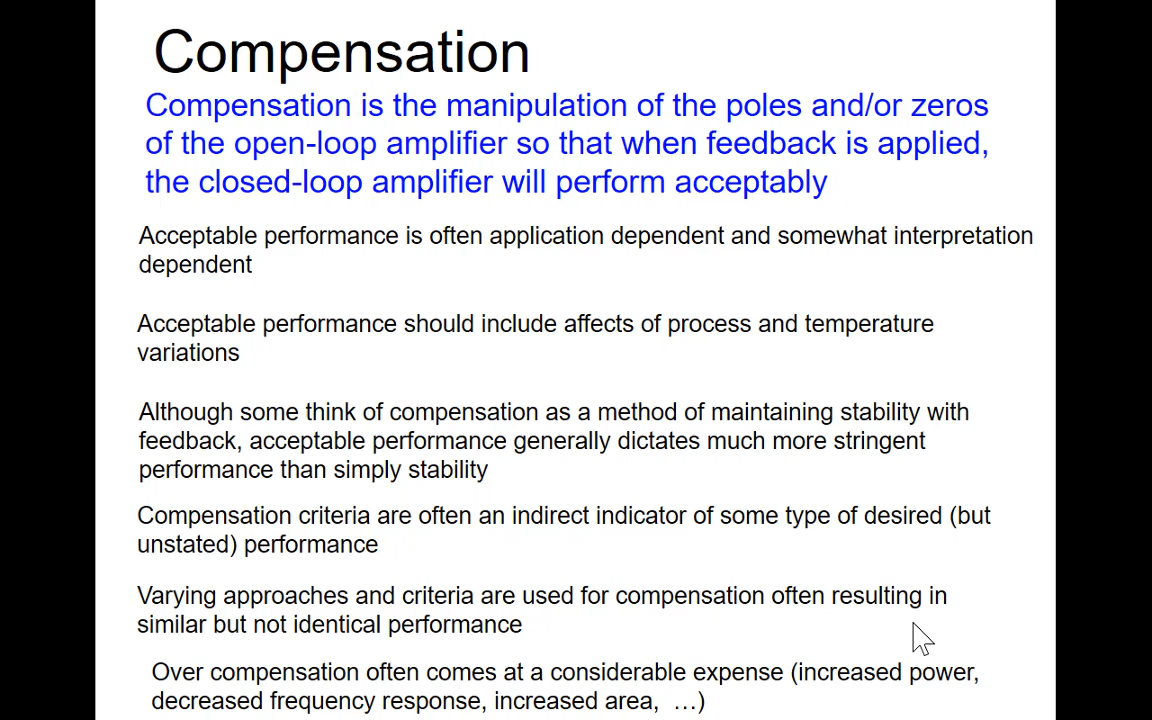 Compensation
Compensation is the manipulation of the poles and/or zeros
of the open-loop amplifier so that when feedback is applied,
the closed-loop amplifier will perform acceptably
Acceptable performance is often application dependent and somewhat interpretation
dependent
Acceptable performance should include affects of process and temperature
variations
Although some think of compensation as a method of maintaining stability with
feedback, acceptable performance generally dictates much more stringent
performance than simply stability
Compensation criteria are often an indirect indicator of some type of desired (but
unstated) performance
Varying approaches and criteria are used for compensation often resulting in
similar but not identical performance
Over compensation often comes at a considerable expense (increased power,
decreased frequency response, increased area, …)